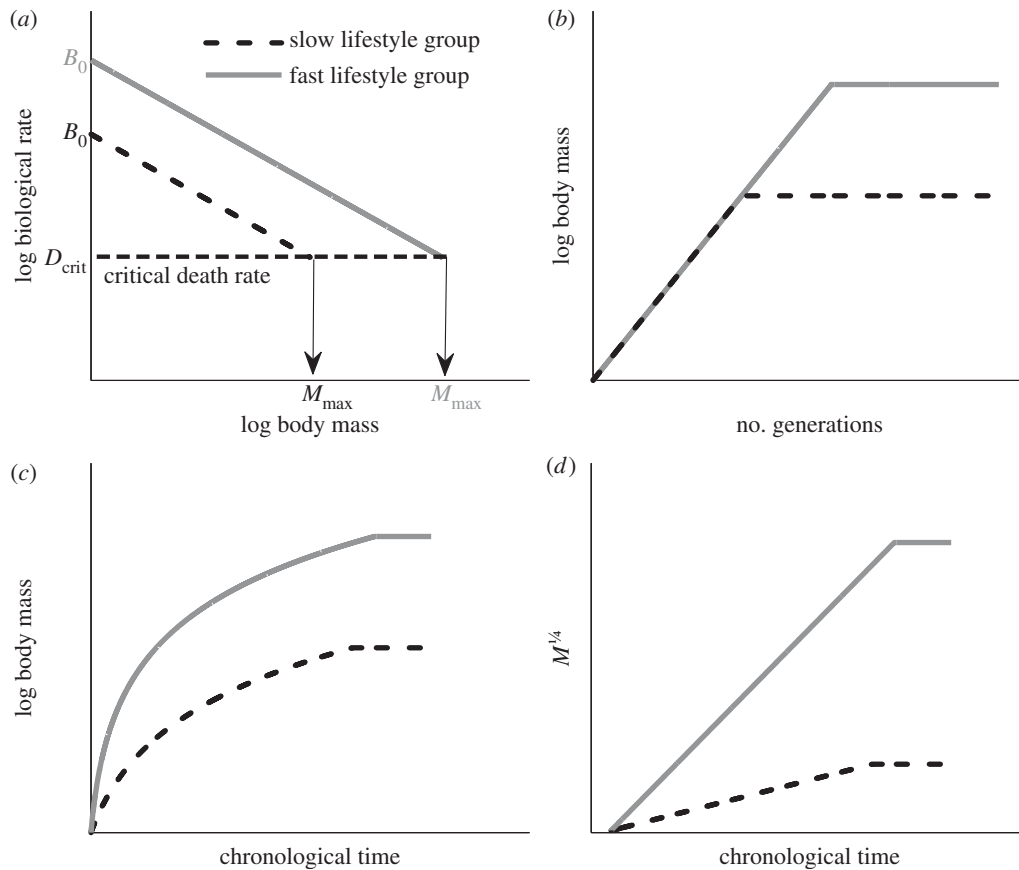 (a)
slow lifestyle group
fast lifestyle group
B0
B0
Dcrit
critical death rate
log biological rate
Mmax
Mmax
log body mass
(b)
log body mass
no. generations
(c)
log body mass
chronological time
(d)
M¼
chronological time